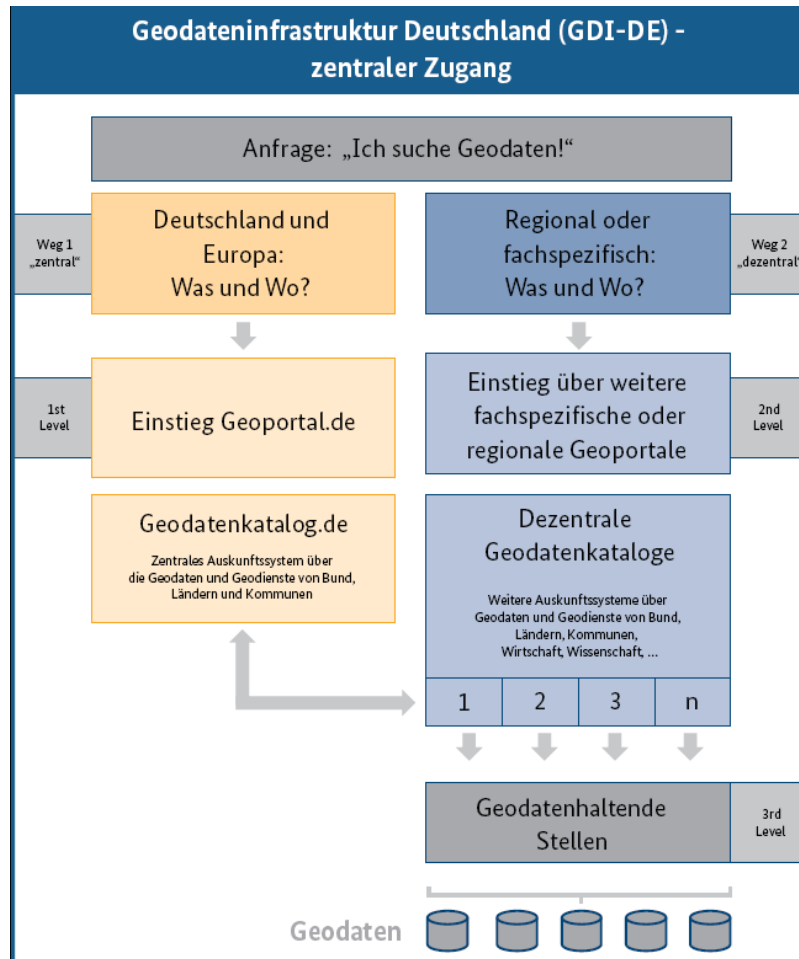 Geodateninfrastruktur Deutschland (GDI-DE) -
zentraler Zugang
Anfrage: „Ich suche Geodaten!“
Weg 1
„zentral“
Deutschland und
Europa:
Was und Wo?
Regional oder
fachspezifisch:
Was und Wo?
Weg 2
„dezentral“
1st
Level
Einstieg Geoportal.de
Einstieg über weitere
fachspezifische oder
regionale Geoportale
2nd
Level
Geodatenkatalog.de
Zentrales Auskunftssystem über
die Geodaten und Geodienste von Bund,
Ländern und Kommunen
Dezentrale
Geodatenkataloge
Weitere Auskunftssysteme über
Geodaten und Geodienste von Bund,
Ländern, Kommunen,
Wirtschaft, Wissenschaft, ...
1 2 3 n
Geodatenhaltende
Stellen
3rd
Level
Geodaten